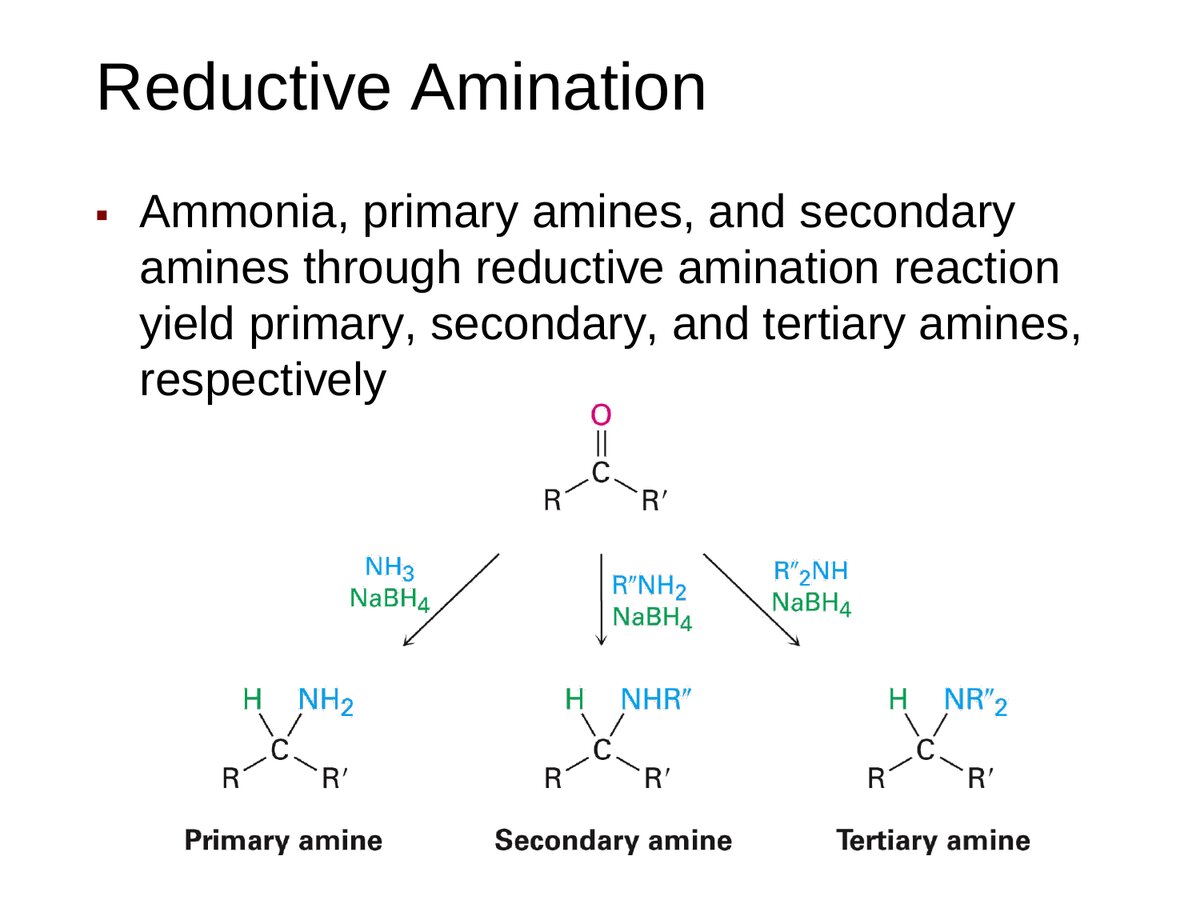 Reductive Amination
▪ Ammonia, primary amines, and secondary
amines through reductive amination reaction
yield primary, secondary, and tertiary amines,
respectively
O
C
R R′
NH3 R″NH2 R″2NH
NaBH4 NaBH4 NaBH4
H NH2 H NHR″ H NR″2
C C C
R R′ R R′ R R′
Primary amine Secondary amine Tertiary amine